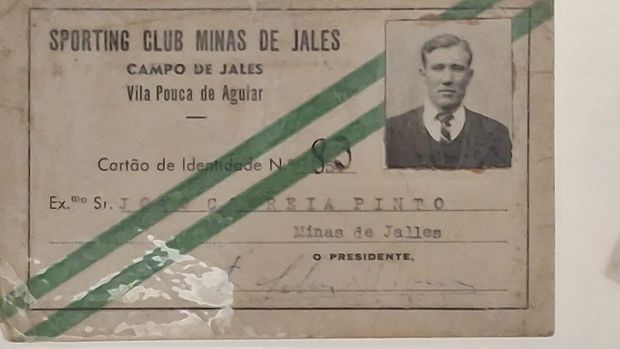 SPORTING CLUB MINAS DE JALES
CAMPO DE JALES
Vila Pouca de Aguiar
Cartão de Identidade N.º
Ex.mo Sr. CORREIA PINTO
Minas de Jalles
O PRESIDENTE,